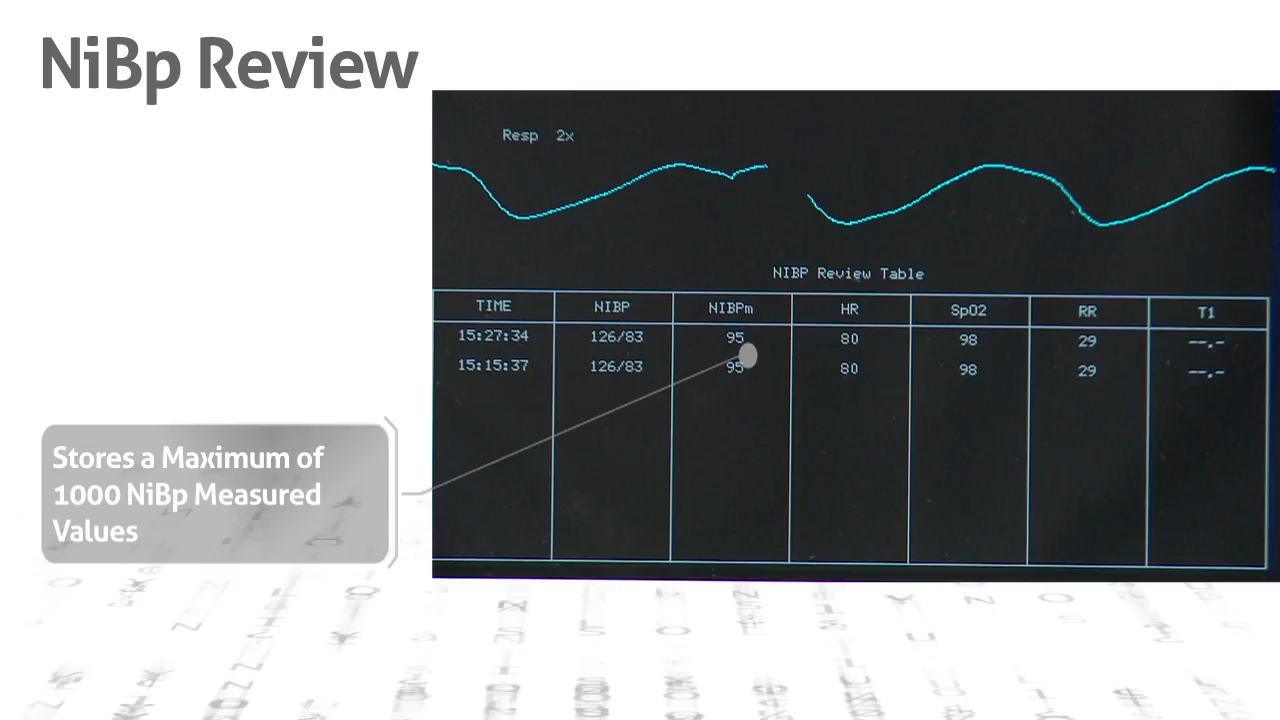 NiBp Review
Resp 2x
NIBP Review Table
TIME NIBP NIBPm HR SpO2 RR T1
15:27:34 126/83 95 80 98 29 --.-
15:15:37 126/83 95 80 98 29 --.-
Stores a Maximum of
1000 NiBp Measured
Values